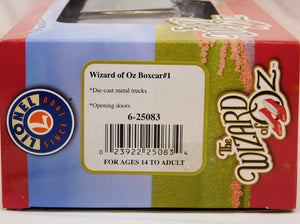 Wizard of Oz Boxcar#1
*Die-cast metal trucks
*Opening doors
6-25083
0 23922 25083 4
FOR AGES 14 TO ADULT
LIONEL
SINCE 1900
The
WIZARD
of OZ